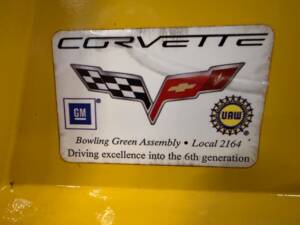 CORVETTE
GM
UAW
Bowling Green Assembly • Local 2164
Driving excellence into the 6th generation